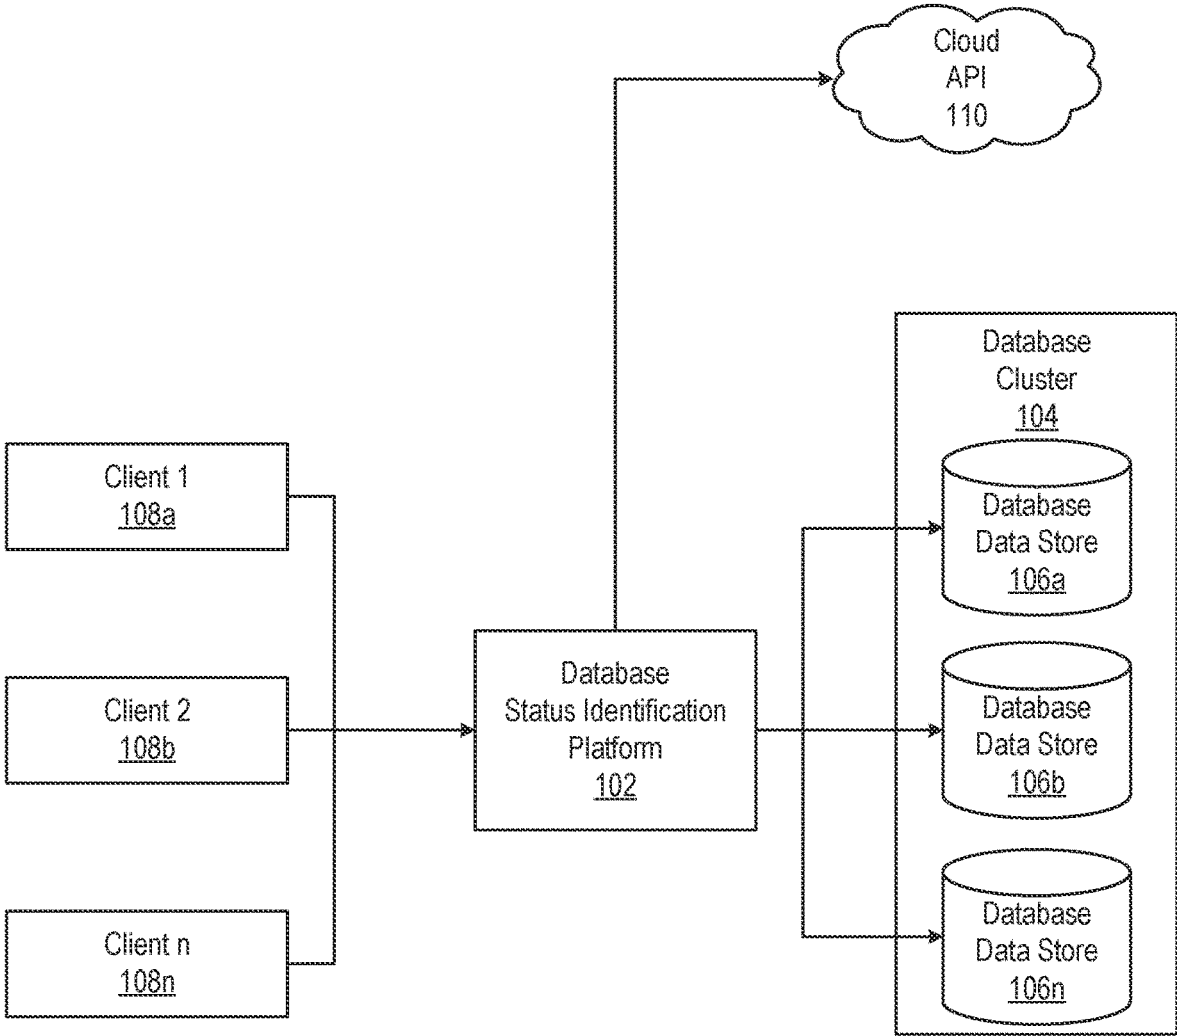 Cloud
API
110
Database
Cluster
104
Client 1
108a
Database
Data Store
106a
Client 2
108b
Database
Status Identification
Platform
102
Database
Data Store
106b
Client n
108n
Database
Data Store
106n